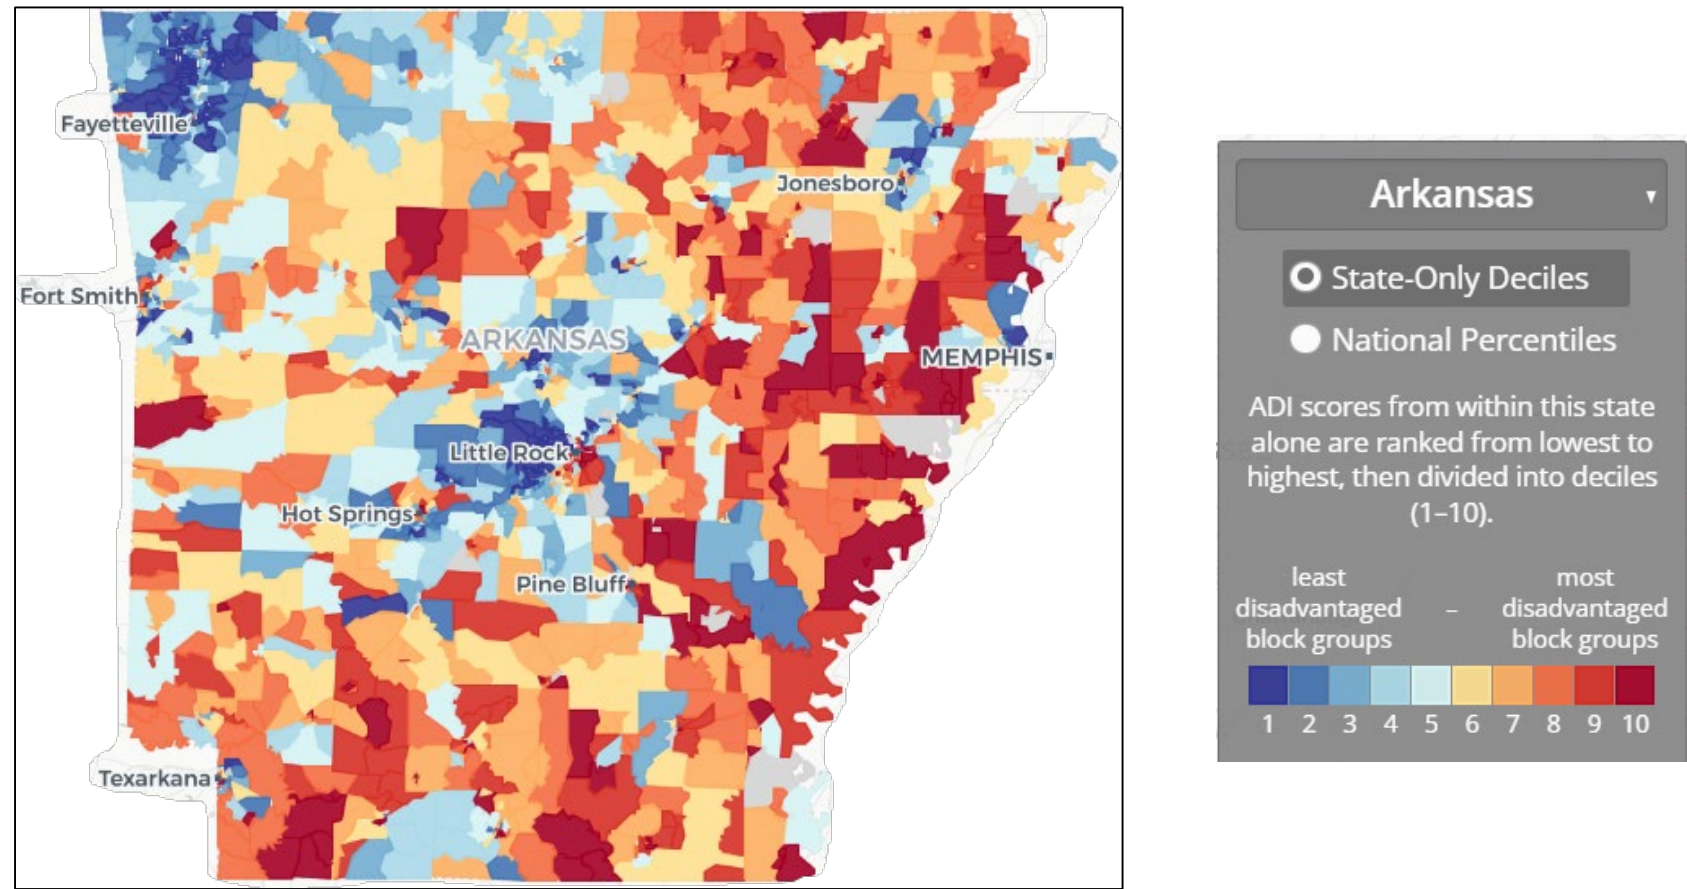 Fayetteville
Jonesboro
Fort Smith
ARKANSAS
MEMPHIS
Little Rock
Hot Springs
Pine Bluff
Texarkana
Arkansas
State-Only Deciles
National Percentiles
ADI scores from within this state
alone are ranked from lowest to
highest, then divided into deciles
(1–10).
least
disadvantaged
block groups
–
most
disadvantaged
block groups
1 2 3 4 5 6 7 8 9 10